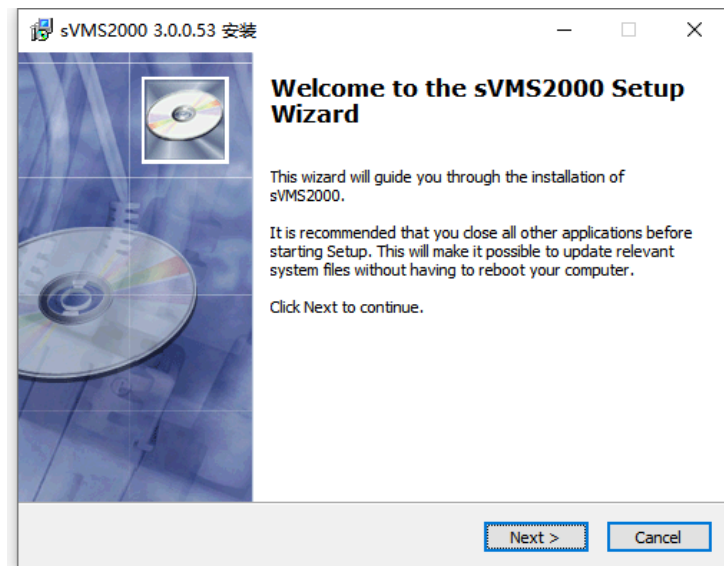 sVMS2000 3.0.0.53 安装
Welcome to the sVMS2000 Setup
Wizard
This wizard will guide you through the installation of
sVMS2000.
It is recommended that you close all other applications before
starting Setup. This will make it possible to update relevant
system files without having to reboot your computer.
Click Next to continue.
Next >
Cancel